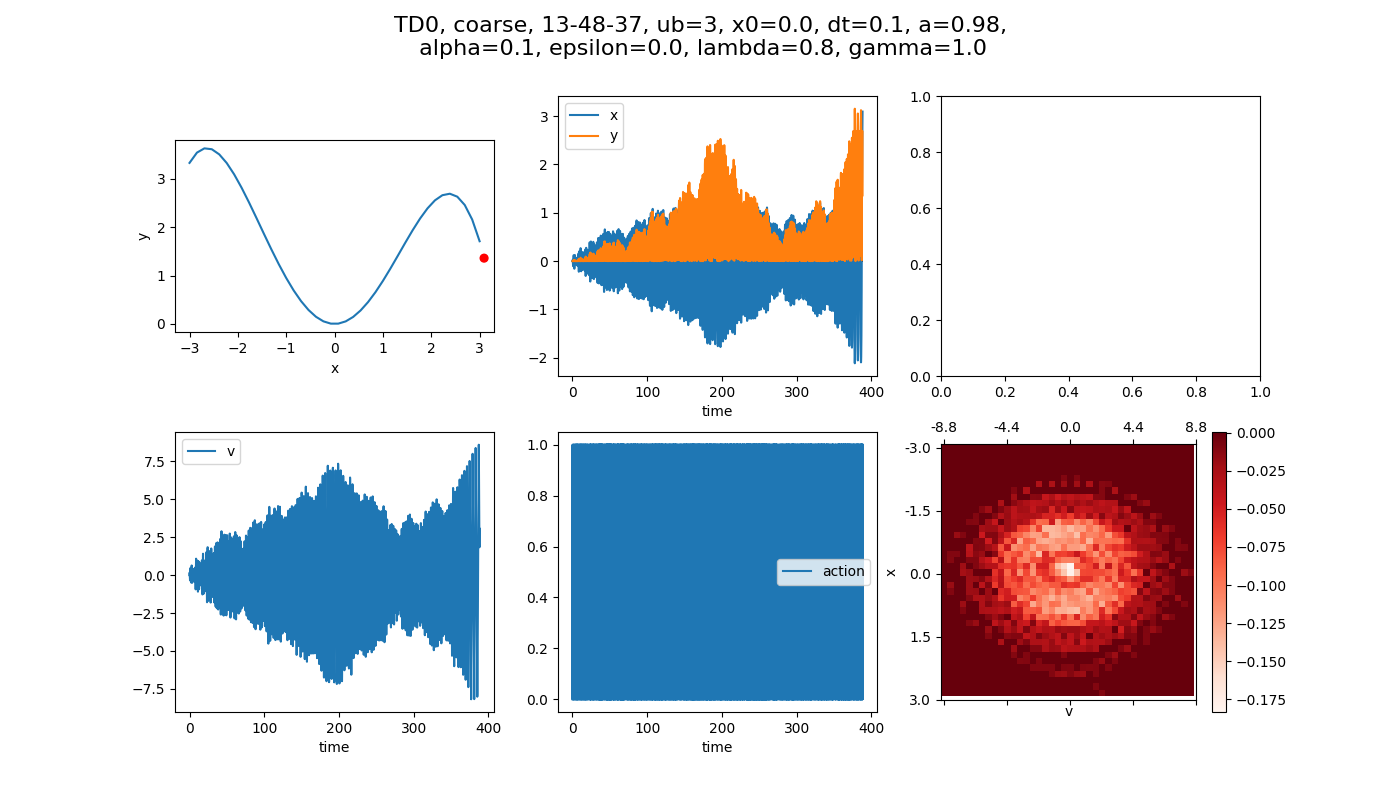 TD0, coarse, 13-48-37, ub=3, x0=0.0, dt=0.1, a=0.98,
alpha=0.1, epsilon=0.0, lambda=0.8, gamma=1.0
3
2
1
0
y
−3 −2 −1 0 1 2 3
x
x
y
3
2
1
0
−1
−2
0 100 200 300 400
time
1.0
0.8
0.6
0.4
0.2
0.0
0.0 0.2 0.4 0.6 0.8 1.0
v
7.5
5.0
2.5
0.0
−2.5
−5.0
−7.5
0 100 200 300 400
time
1.0
0.8
0.6
0.4
0.2
0.0
action
0 100 200 300 400
time
-8.8 -4.4 0.0 4.4 8.8
-3.0
-1.5
0.0
1.5
3.0
x
v
0.000
−0.025
−0.050
−0.075
−0.100
−0.125
−0.150
−0.175